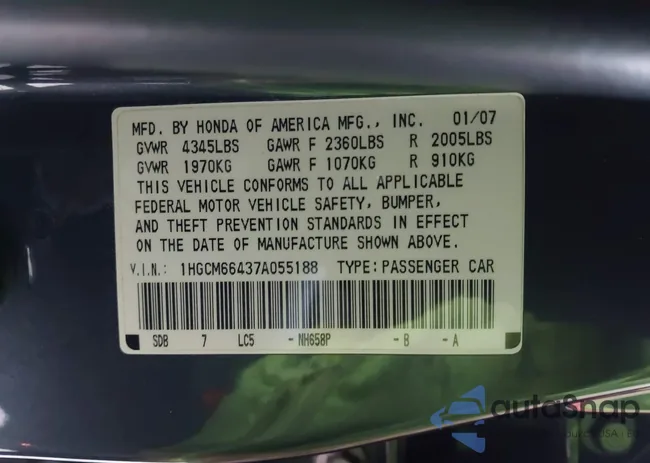 MFD. BY HONDA OF AMERICA MFG., INC. 01/07
GVWR 4345LBS GAWR F 2360LBS R 2005LBS
GVWR 1970KG GAWR F 1070KG R 910KG
THIS VEHICLE CONFORMS TO ALL APPLICABLE
FEDERAL MOTOR VEHICLE SAFETY, BUMPER,
AND THEFT PREVENTION STANDARDS IN EFFECT
ON THE DATE OF MANUFACTURE SHOWN ABOVE.
V.I.N.: 1HGCM66437A055188 TYPE: PASSENGER CAR
SDB 7 LC5 -NH658P -B -A
autoSnap